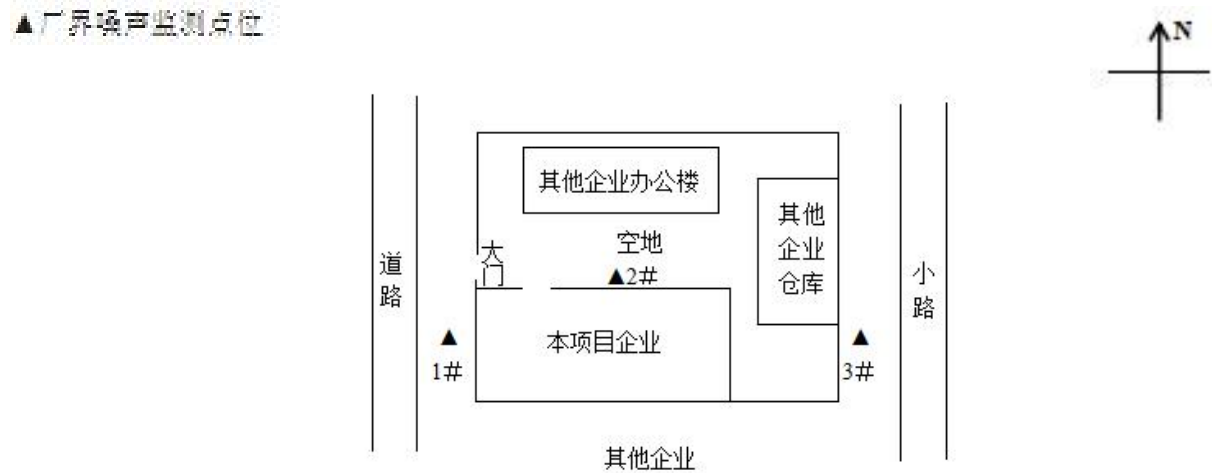 ▲厂界噪声监测点位
N
其他企业办公楼
其他
企业
仓库
空地
大门
▲2#
道路
小路
▲
1#
本项目企业
▲
3#
其他企业